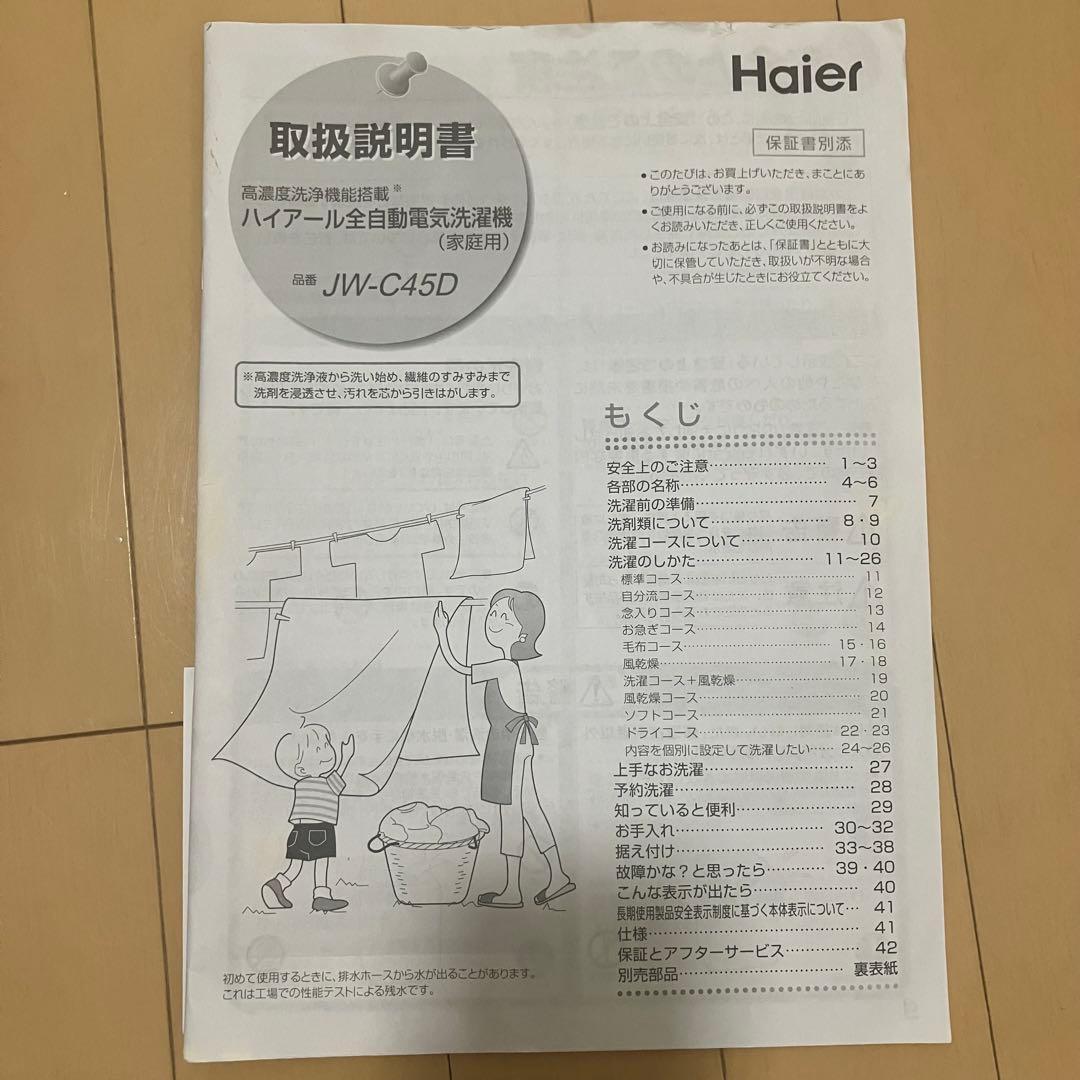 取扱説明書
高濃度洗浄機能搭載※
ハイアール全自動電気洗濯機
(家庭用)
品番 JW-C45D
※高濃度洗浄液から洗い始め、繊維のすみずみまで
洗剤を浸透させ、汚れを芯から引きはがします。
Haier
保証書別添
●このたびは、お買上げいただき、まことにあ
りがとうございます。
●ご使用になる前に、必ずこの取扱説明書をよ
くお読みいただき、正しくご使用ください。
●お読みになったあとは、「保証書」とともに大
切に保管していただき、取扱いが不明な場合
や、不具合が生じたときにお役立てください。
もくじ
安全上のご注意 1〜3
各部の名称 4〜6
洗濯前の準備 7
洗剤類について 8・9
洗濯コースについて 10
洗濯のしかた 11〜26
標準コース 11
自分流コース 12
念入りコース 13
お急ぎコース 14
毛布コース 15・16
風乾燥 17・18
洗濯コース+風乾燥 19
風乾燥コース 20
ソフトコース 21
ドライコース 22・23
内容を個別に設定して洗濯したい 24〜26
上手なお洗濯 27
予約洗濯 28
知っていると便利 29
お手入れ 30〜32
据え付け 33〜38
故障かな?と思ったら 39・40
こんな表示が出たら 40
長期使用製品安全表示制度に基づく本体表示について 41
仕様 41
保証とアフターサービス 42
別売部品 裏表紙
初めて使用するときに、排水ホースから水が出ることがあります。
これは工場での性能テストによる残水です。